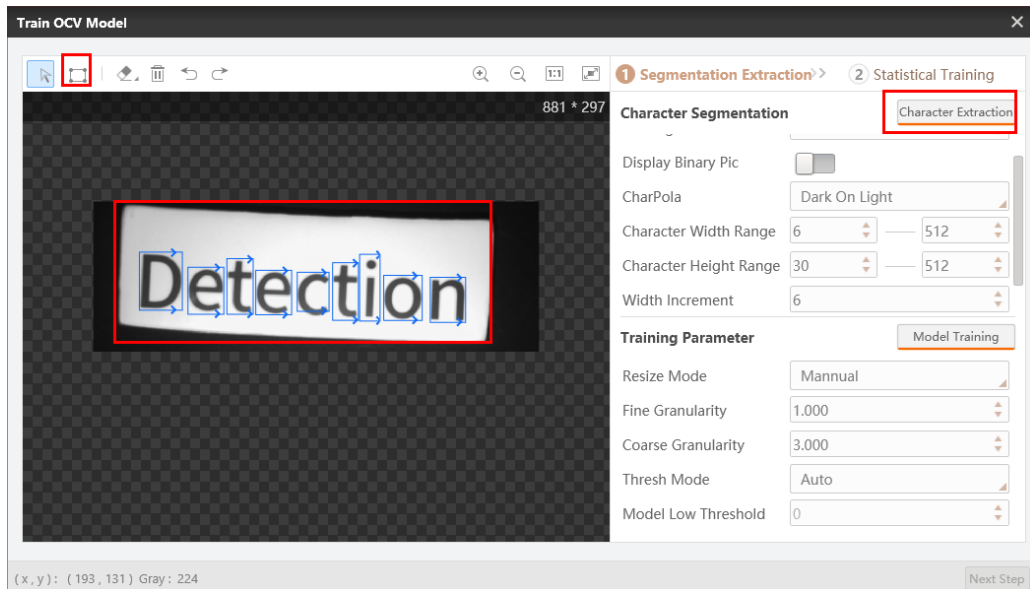 Train OCV Model
1:1
1 Segmentation Extraction>> 2 Statistical Training
881 * 297
Character Segmentation Character Extraction
Display Binary Pic
CharPola Dark On Light
Character Width Range 6 512
Character Height Range 30 512
Width Increment 6
Detection
Training Parameter Model Training
Resize Mode Mannual
Fine Granularity 1.000
Coarse Granularity 3.000
Thresh Mode Auto
Model Low Threshold 0
(x,y): (193,131) Gray: 224
Next Step